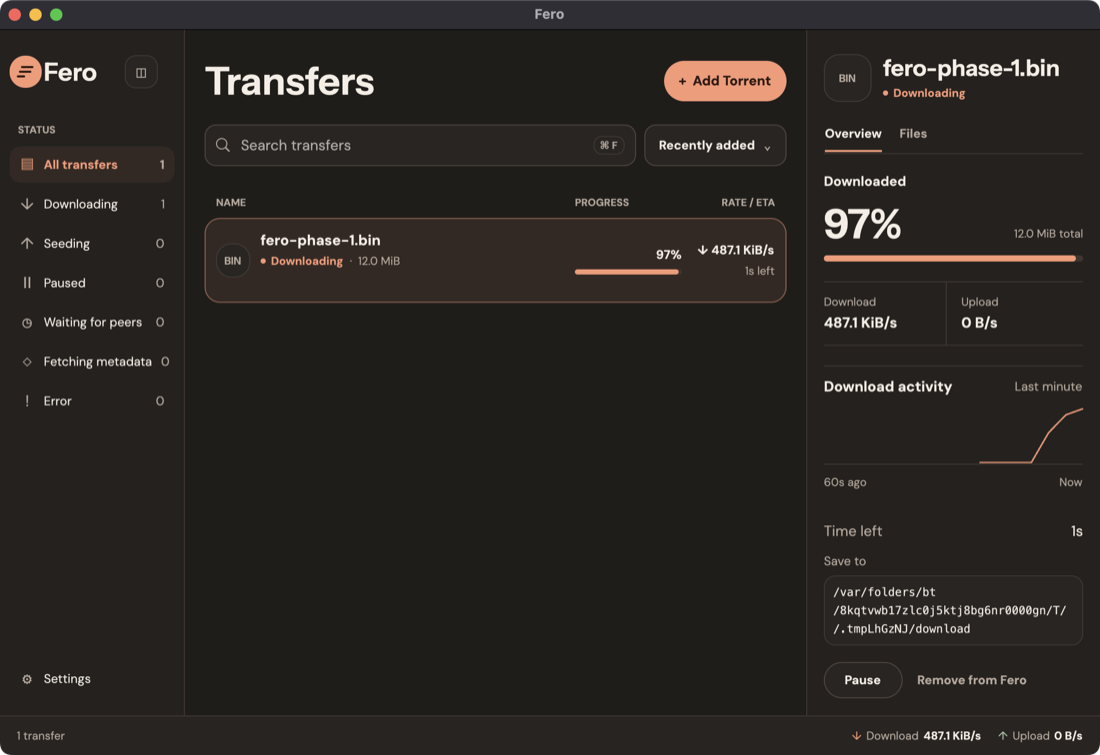 Fero
Fero
STATUS
All transfers 1
Downloading 1
Seeding 0
Paused 0
Waiting for peers 0
Fetching metadata 0
! Error 0
Settings
Transfers
+ Add Torrent
Search transfers ⌘ F
Recently added
NAME PROGRESS RATE / ETA
BIN
fero-phase-1.bin
• Downloading · 12.0 MiB
97%
↓ 487.1 KiB/s
1s left
BIN
fero-phase-1.bin
• Downloading
Overview Files
Downloaded
97% 12.0 MiB total
Download Upload
487.1 KiB/s 0 B/s
Download activity Last minute
60s ago Now
Time left 1s
Save to
/var/folders/bt
/8kqtvwb17zlc0j5ktj8bg6nr0000gn/T/
/.tmpLhGzNJ/download
Pause Remove from Fero
1 transfer ↓ Download 487.1 KiB/s ↑ Upload 0 B/s